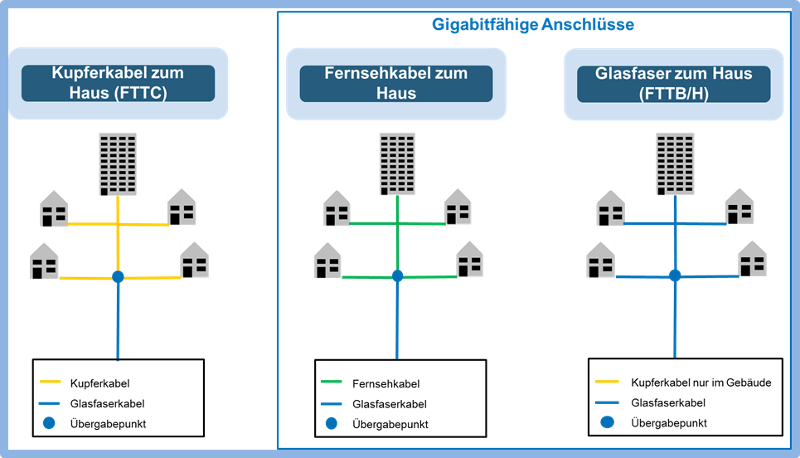 Gigabitfähige Anschlüsse
Kupferkabel zum
Haus (FTTC)
Fernsehkabel zum
Haus
Glasfaser zum Haus
(FTTB/H)
Kupferkabel
Glasfaserkabel
Übergabepunkt
Fernsehkabel
Glasfaserkabel
Übergabepunkt
Kupferkabel nur im Gebäude
Glasfaserkabel
Übergabepunkt